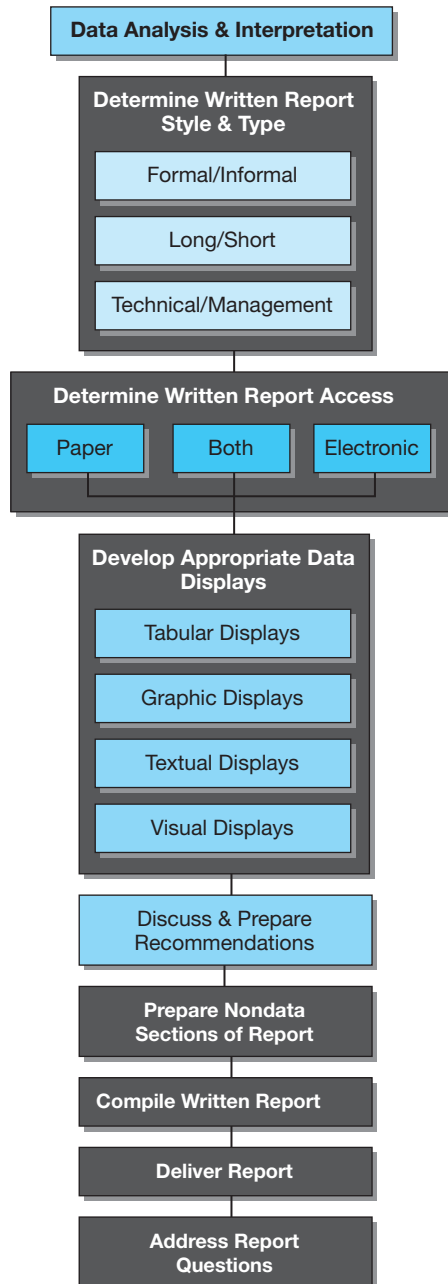 Data Analysis & Interpretation
Determine Written Report
Style & Type
Formal/Informal
Long/Short
Technical/Management
Determine Written Report Access
Paper
Both
Electronic
Develop Appropriate Data
Displays
Tabular Displays
Graphic Displays
Textual Displays
Visual Displays
Discuss & Prepare
Recommendations
Prepare Nondata
Sections of Report
Compile Written Report
Deliver Report
Address Report
Questions